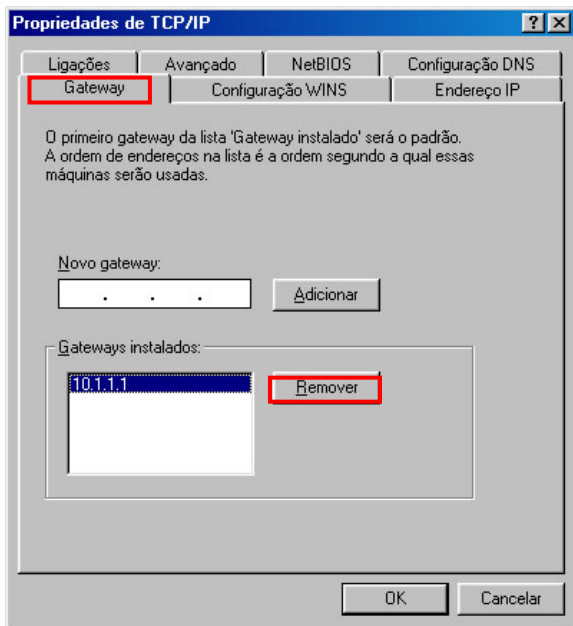 Propriedades de TCP/IP
Ligações Avançado NetBIOS Configuração DNS
Gateway Configuração WINS Endereço IP
O primeiro gateway da lista 'Gateway instalado' será o padrão.
A ordem de endereços na lista é a ordem segundo a qual essas
máquinas serão usadas.
Novo gateway:
. . . Adicionar
Gateways instalados:
10.1.1.1 Remover
OK Cancelar